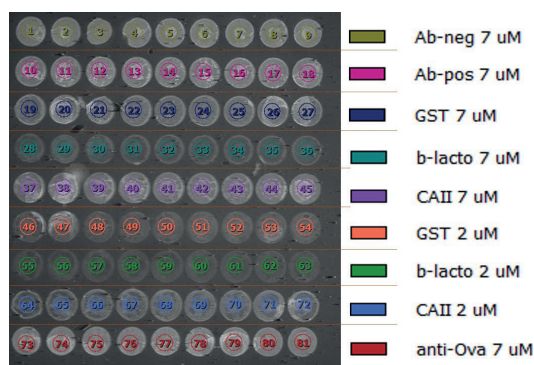 1 2 3 4 5 6 7 8 9 Ab-neg 7 uM
10 11 12 13 14 15 16 17 18 Ab-pos 7 uM
19 20 21 22 23 24 25 26 27 GST 7 uM
28 29 30 31 32 33 34 35 36 b-lacto 7 uM
37 38 39 40 41 42 43 44 45 CAII 7 uM
46 47 48 49 50 51 52 53 54 GST 2 uM
55 56 57 58 59 60 61 62 63 b-lacto 2 uM
64 65 66 67 68 69 70 71 72 CAII 2 uM
73 74 75 76 77 78 79 80 81 anti-Ova 7 uM